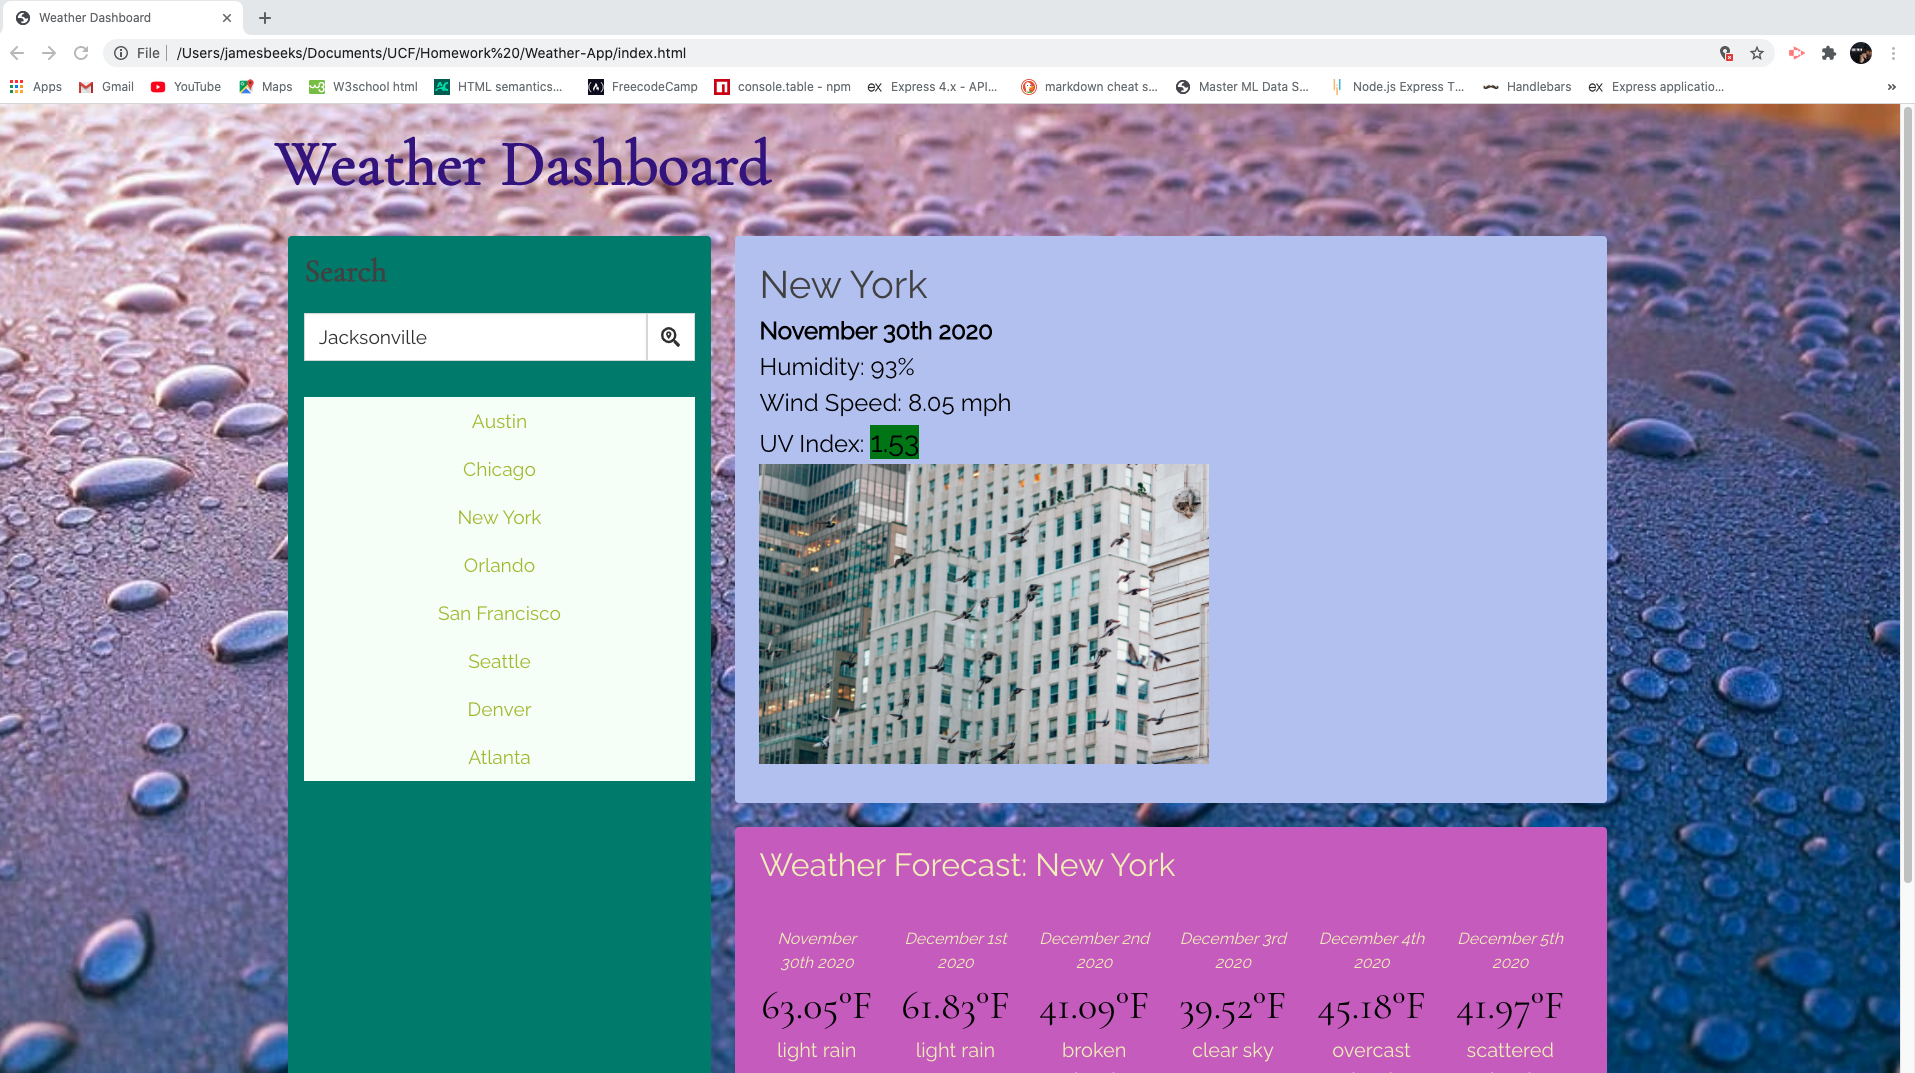 Weather Dashboard
File
/Users/jamesbeeks/Documents/UCF/Homework%20/Weather-App/index.html
Apps
Gmail
YouTube
Maps
W3school html
HTML semantics...
FreecodeCamp
console.table - npm
Express 4.x - API...
markdown cheat s...
Master ML Data S...
Node.js Express T...
Handlebars
Express applicatio...
»
Weather Dashboard
Search
Jacksonville
Austin
Chicago
New York
Orlando
San Francisco
Seattle
Denver
Atlanta
New York
November 30th 2020
Humidity: 93%
Wind Speed: 8.05 mph
UV Index: 1.53
Weather Forecast: New York
November 30th 2020
63.05°F
light rain
December 1st 2020
61.83°F
light rain
December 2nd 2020
41.09°F
broken
December 3rd 2020
39.52°F
clear sky
December 4th 2020
45.18°F
overcast
December 5th 2020
41.97°F
scattered